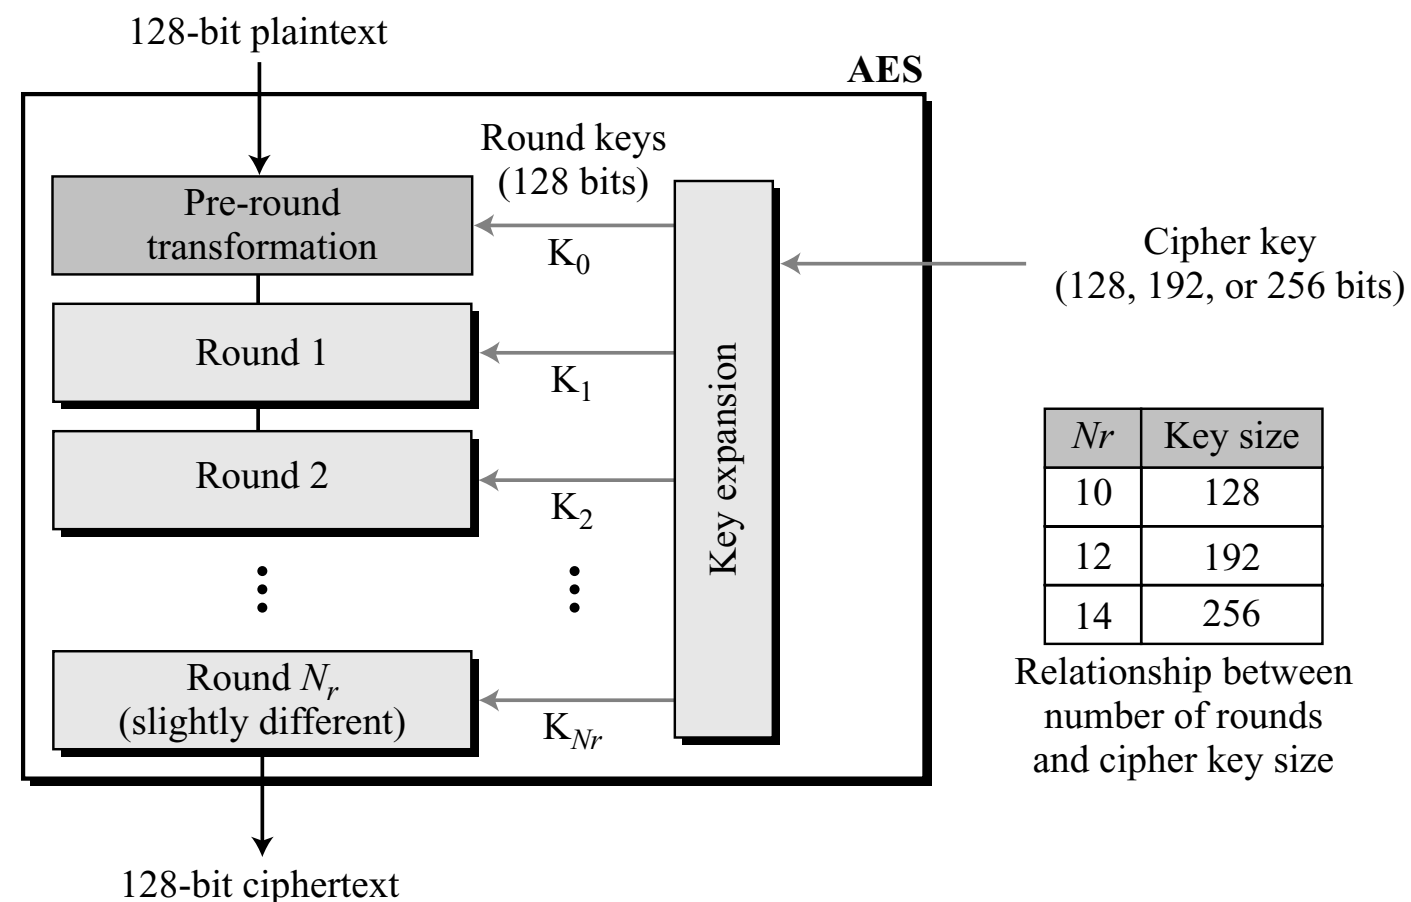 128-bit plaintext
AES
Round keys
(128 bits)
Pre-round
transformation
K0
Cipher key
(128, 192, or 256 bits)
Round 1
K1
Round 2
K2
Key expansion
Round Nr
(slightly different)
KNr
128-bit ciphertext
Nr Key size
10 128
12 192
14 256
Relationship between
number of rounds
and cipher key size